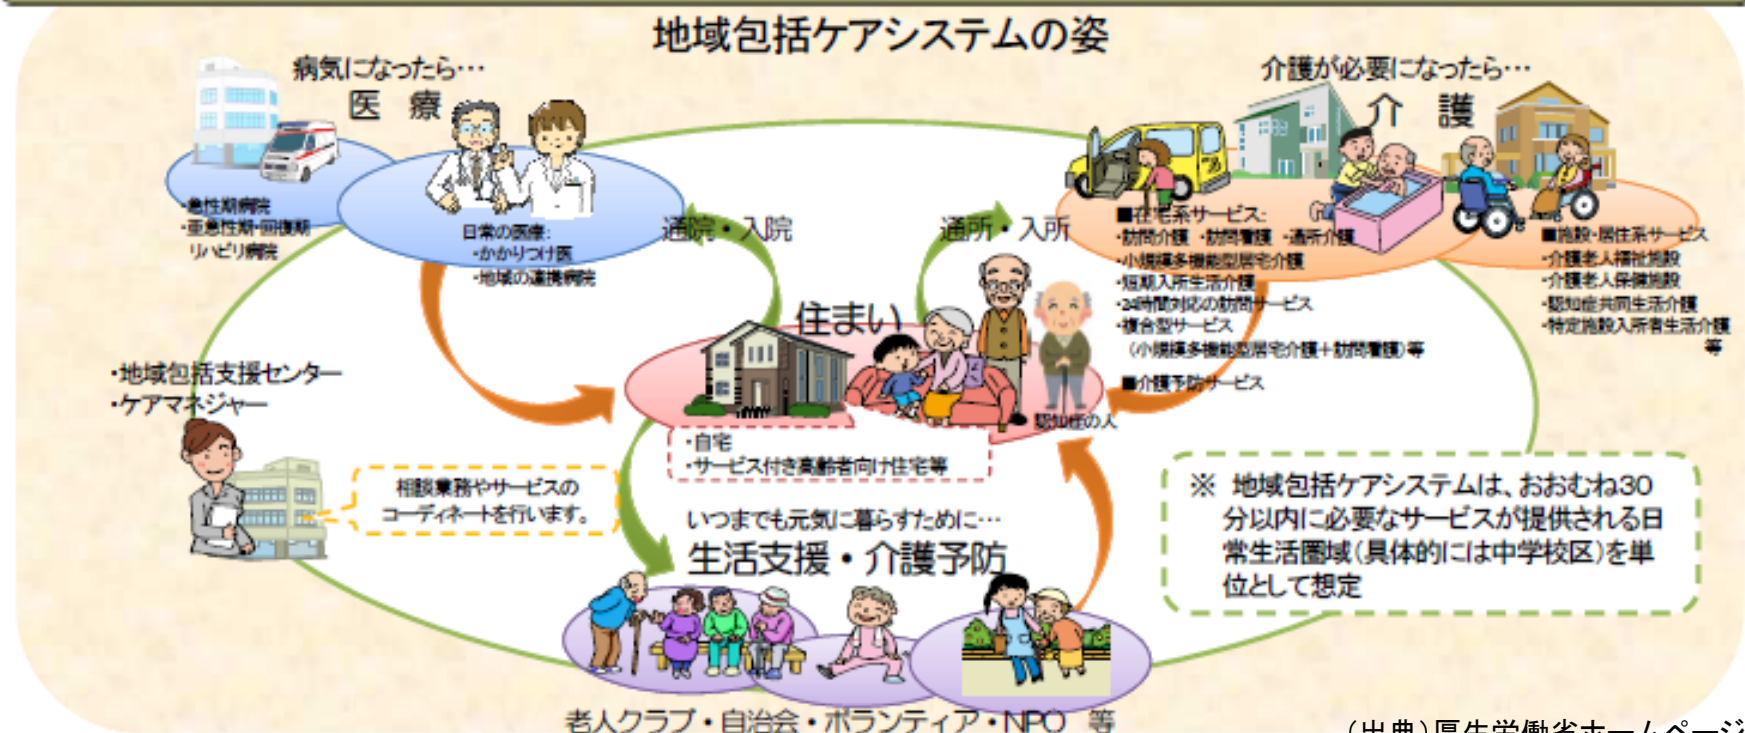 地域包括ケアシステムの姿
病気になったら…
医 療
介護が必要になったら…
介 護
・急性期病院
・亜急性期・回復期
リハビリ病院
日常の医療:
・かかりつけ医
・地域の連携病院
通院・入院
通所・入所
■在宅系サービス:
・訪問介護 ・訪問看護 ・通所介護
・小規模多機能型居宅介護
・短期入所生活介護
・24時間対応の訪問サービス
・複合型サービス
（小規模多機能型居宅介護＋訪問看護）等
■介護予防サービス
■施設・居住系サービス
・介護老人福祉施設
・介護老人保健施設
・認知症共同生活介護
・特定施設入所者生活介護
等
住まい
認知症の人
・自宅
・サービス付き高齢者向け住宅等
・地域包括支援センター
・ケアマネジャー
相談業務やサービスの
コーディネートを行います。
いつまでも元気に暮らすために…
生活支援・介護予防
※ 地域包括ケアシステムは、おおむね30
分以内に必要なサービスが提供される日
常生活圏域（具体的には中学校区）を単
位として想定
老人クラブ・自治会・ボランティア・NPO 等
（出典）厚生労働省ホームページ